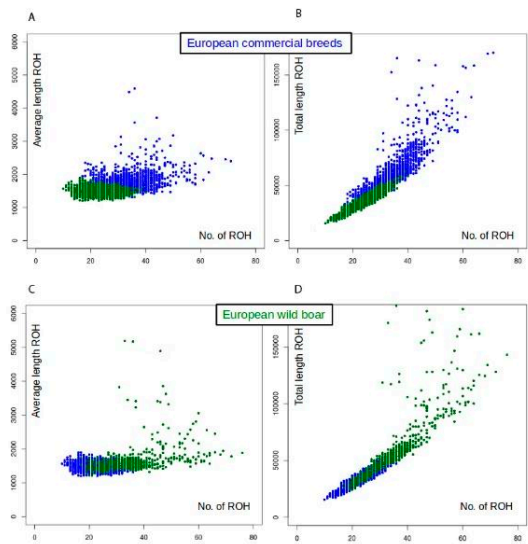 A
B
European commercial breeds
Average length ROH
0 1000 2000 3000 4000 5000 6000
No. of ROH
0 20 40 60 80
Total length ROH
0 50000 100000 150000
No. of ROH
0 20 40 60 80
C
D
European wild boar
Average length ROH
0 1000 2000 3000 4000 5000 6000
No. of ROH
0 20 40 60 80
Total length ROH
0 50000 100000 150000
No. of ROH
0 20 40 60 80